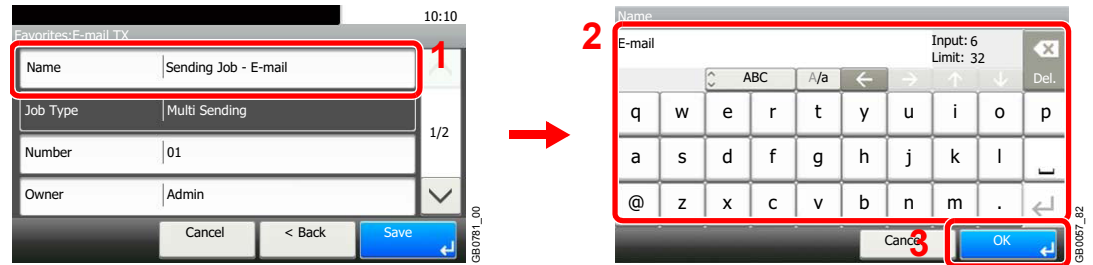 10:10
Favorites:E-mail TX
1
Name Sending Job - E-mail
Job Type Multi Sending
1/2
Number 01
Owner Admin
Cancel < Back Save
GB0781_00
Name
2
E-mail Input: 6
Limit: 32
ABC A/a Del.
q w e r t y u i o p
a s d f g h j k l
@ z x c v b n m .
Cancel 3 OK
GB0057_82